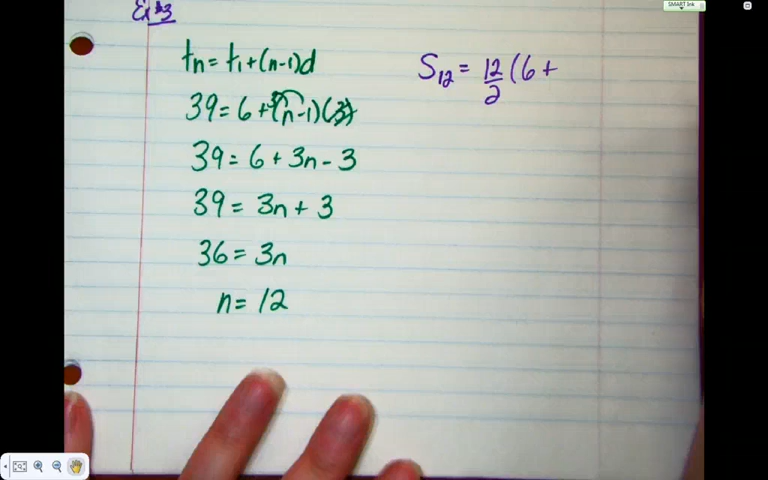 SMART Ink
Ex #3
tn = t1 + (n-1)d
39 = 6 + (n-1)(3)
39 = 6 + 3n - 3
39 = 3n + 3
36 = 3n
n = 12
S12 = 12/2 (6 +